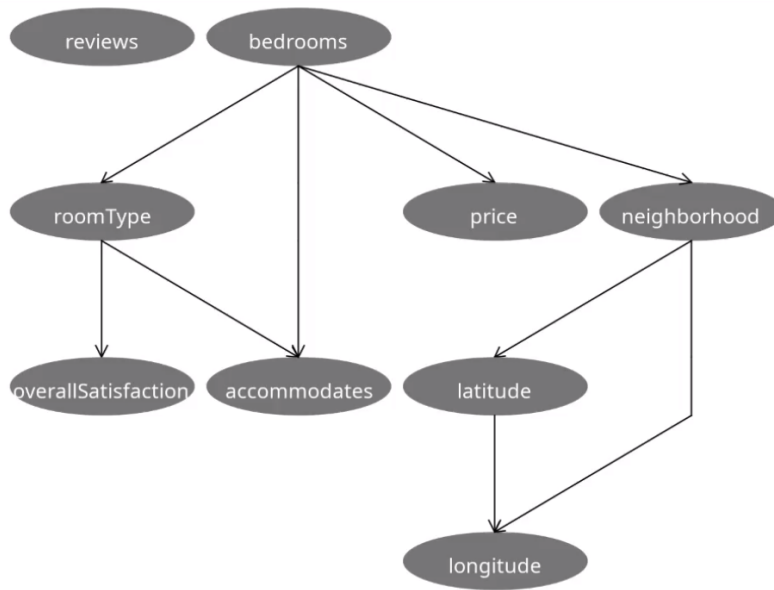 reviews
bedrooms
roomType
price
neighborhood
overallSatisfaction
accommodates
latitude
longitude